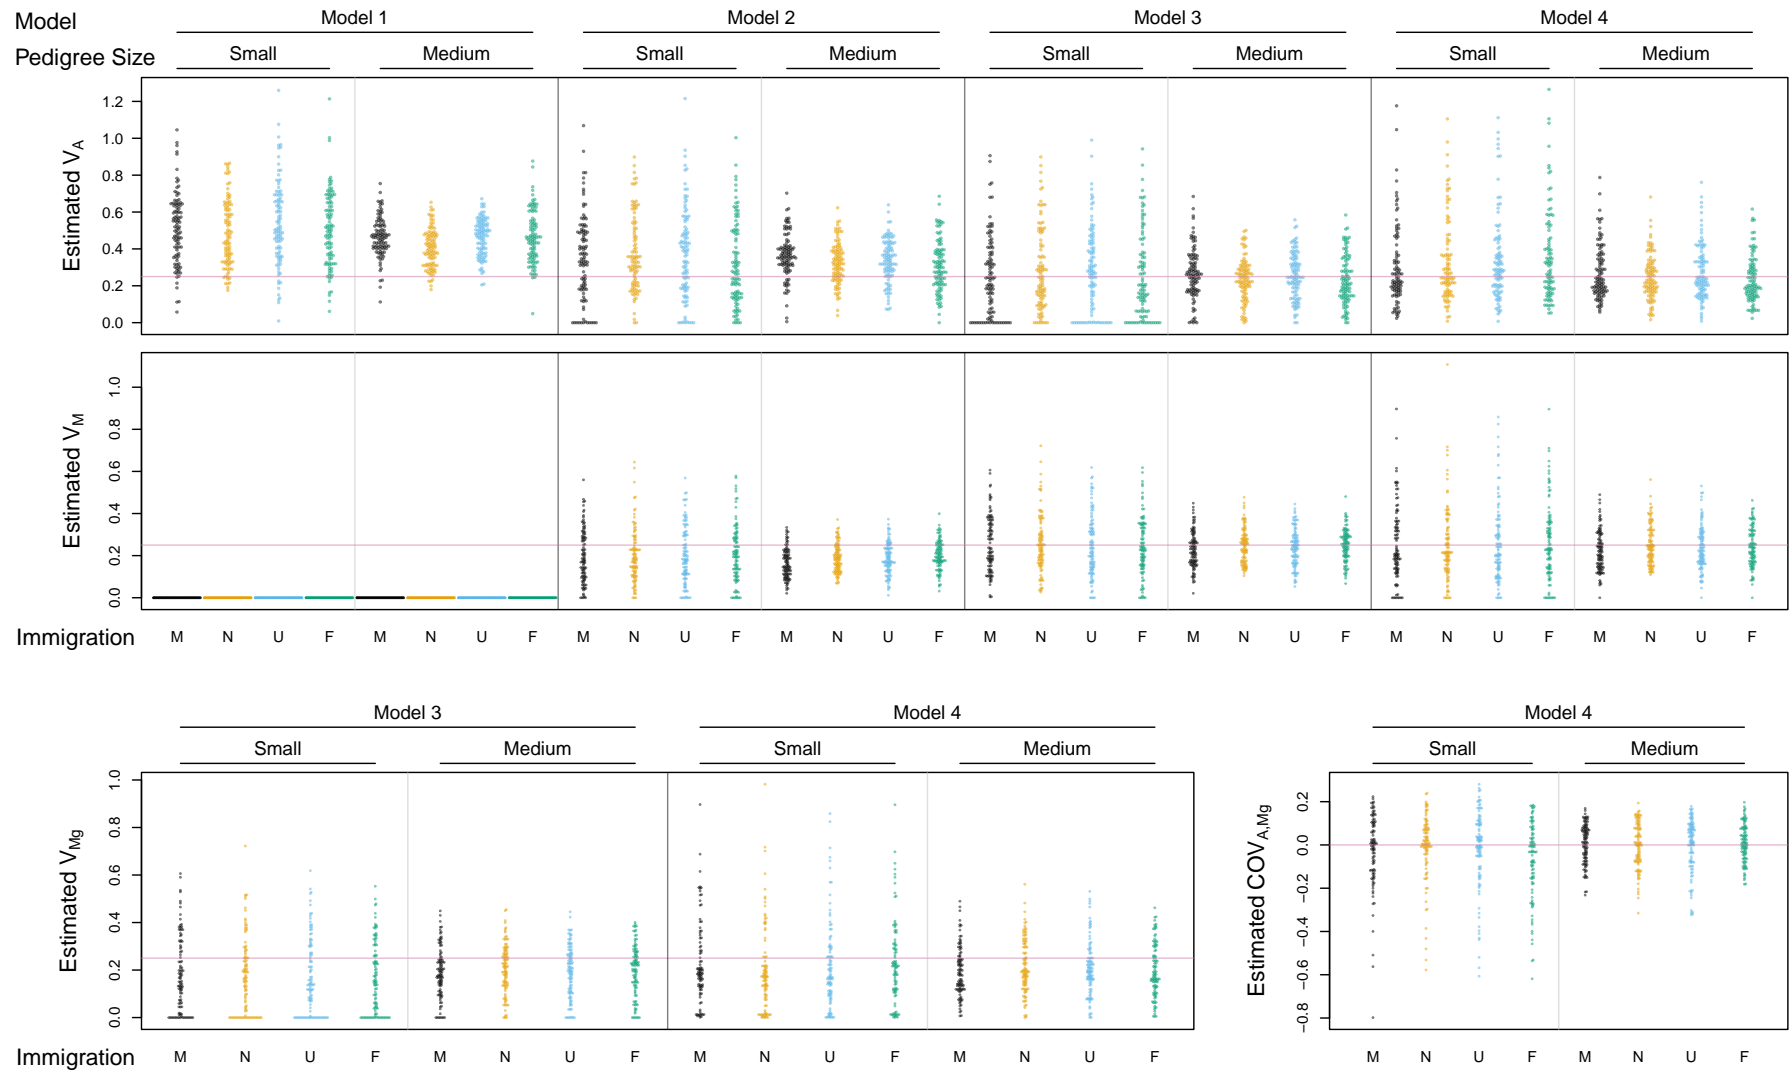 Model Model 1 Model 2 Model 3 Model 4
Pedigree Size Small Medium Small Medium Small Medium Small Medium
Estimated V_A
1.2
1.0
0.8
0.6
0.4
0.2
0.0
Estimated V_M
1.0
0.8
0.6
0.4
0.2
0.0
Immigration M N U F M N U F M N U F M N U F M N U F M N U F M N U F M N U F
Model 3 Model 4
Small Medium Small Medium
Estimated V_Mg
1.0
0.8
0.6
0.4
0.2
0.0
Immigration M N U F M N U F M N U F M N U F
Model 4
Small Medium
Estimated COV_A,Mg
0.2
0.0
−0.2
−0.4
−0.6
−0.8
M N U F M N U F